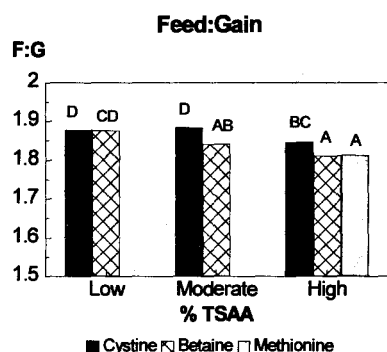 Feed:Gain
F:G
2
1.9
1.8
1.7
1.6
1.5
D CD D AB BC A A
Low Moderate High
% TSAA
Cystine Betaine Methionine